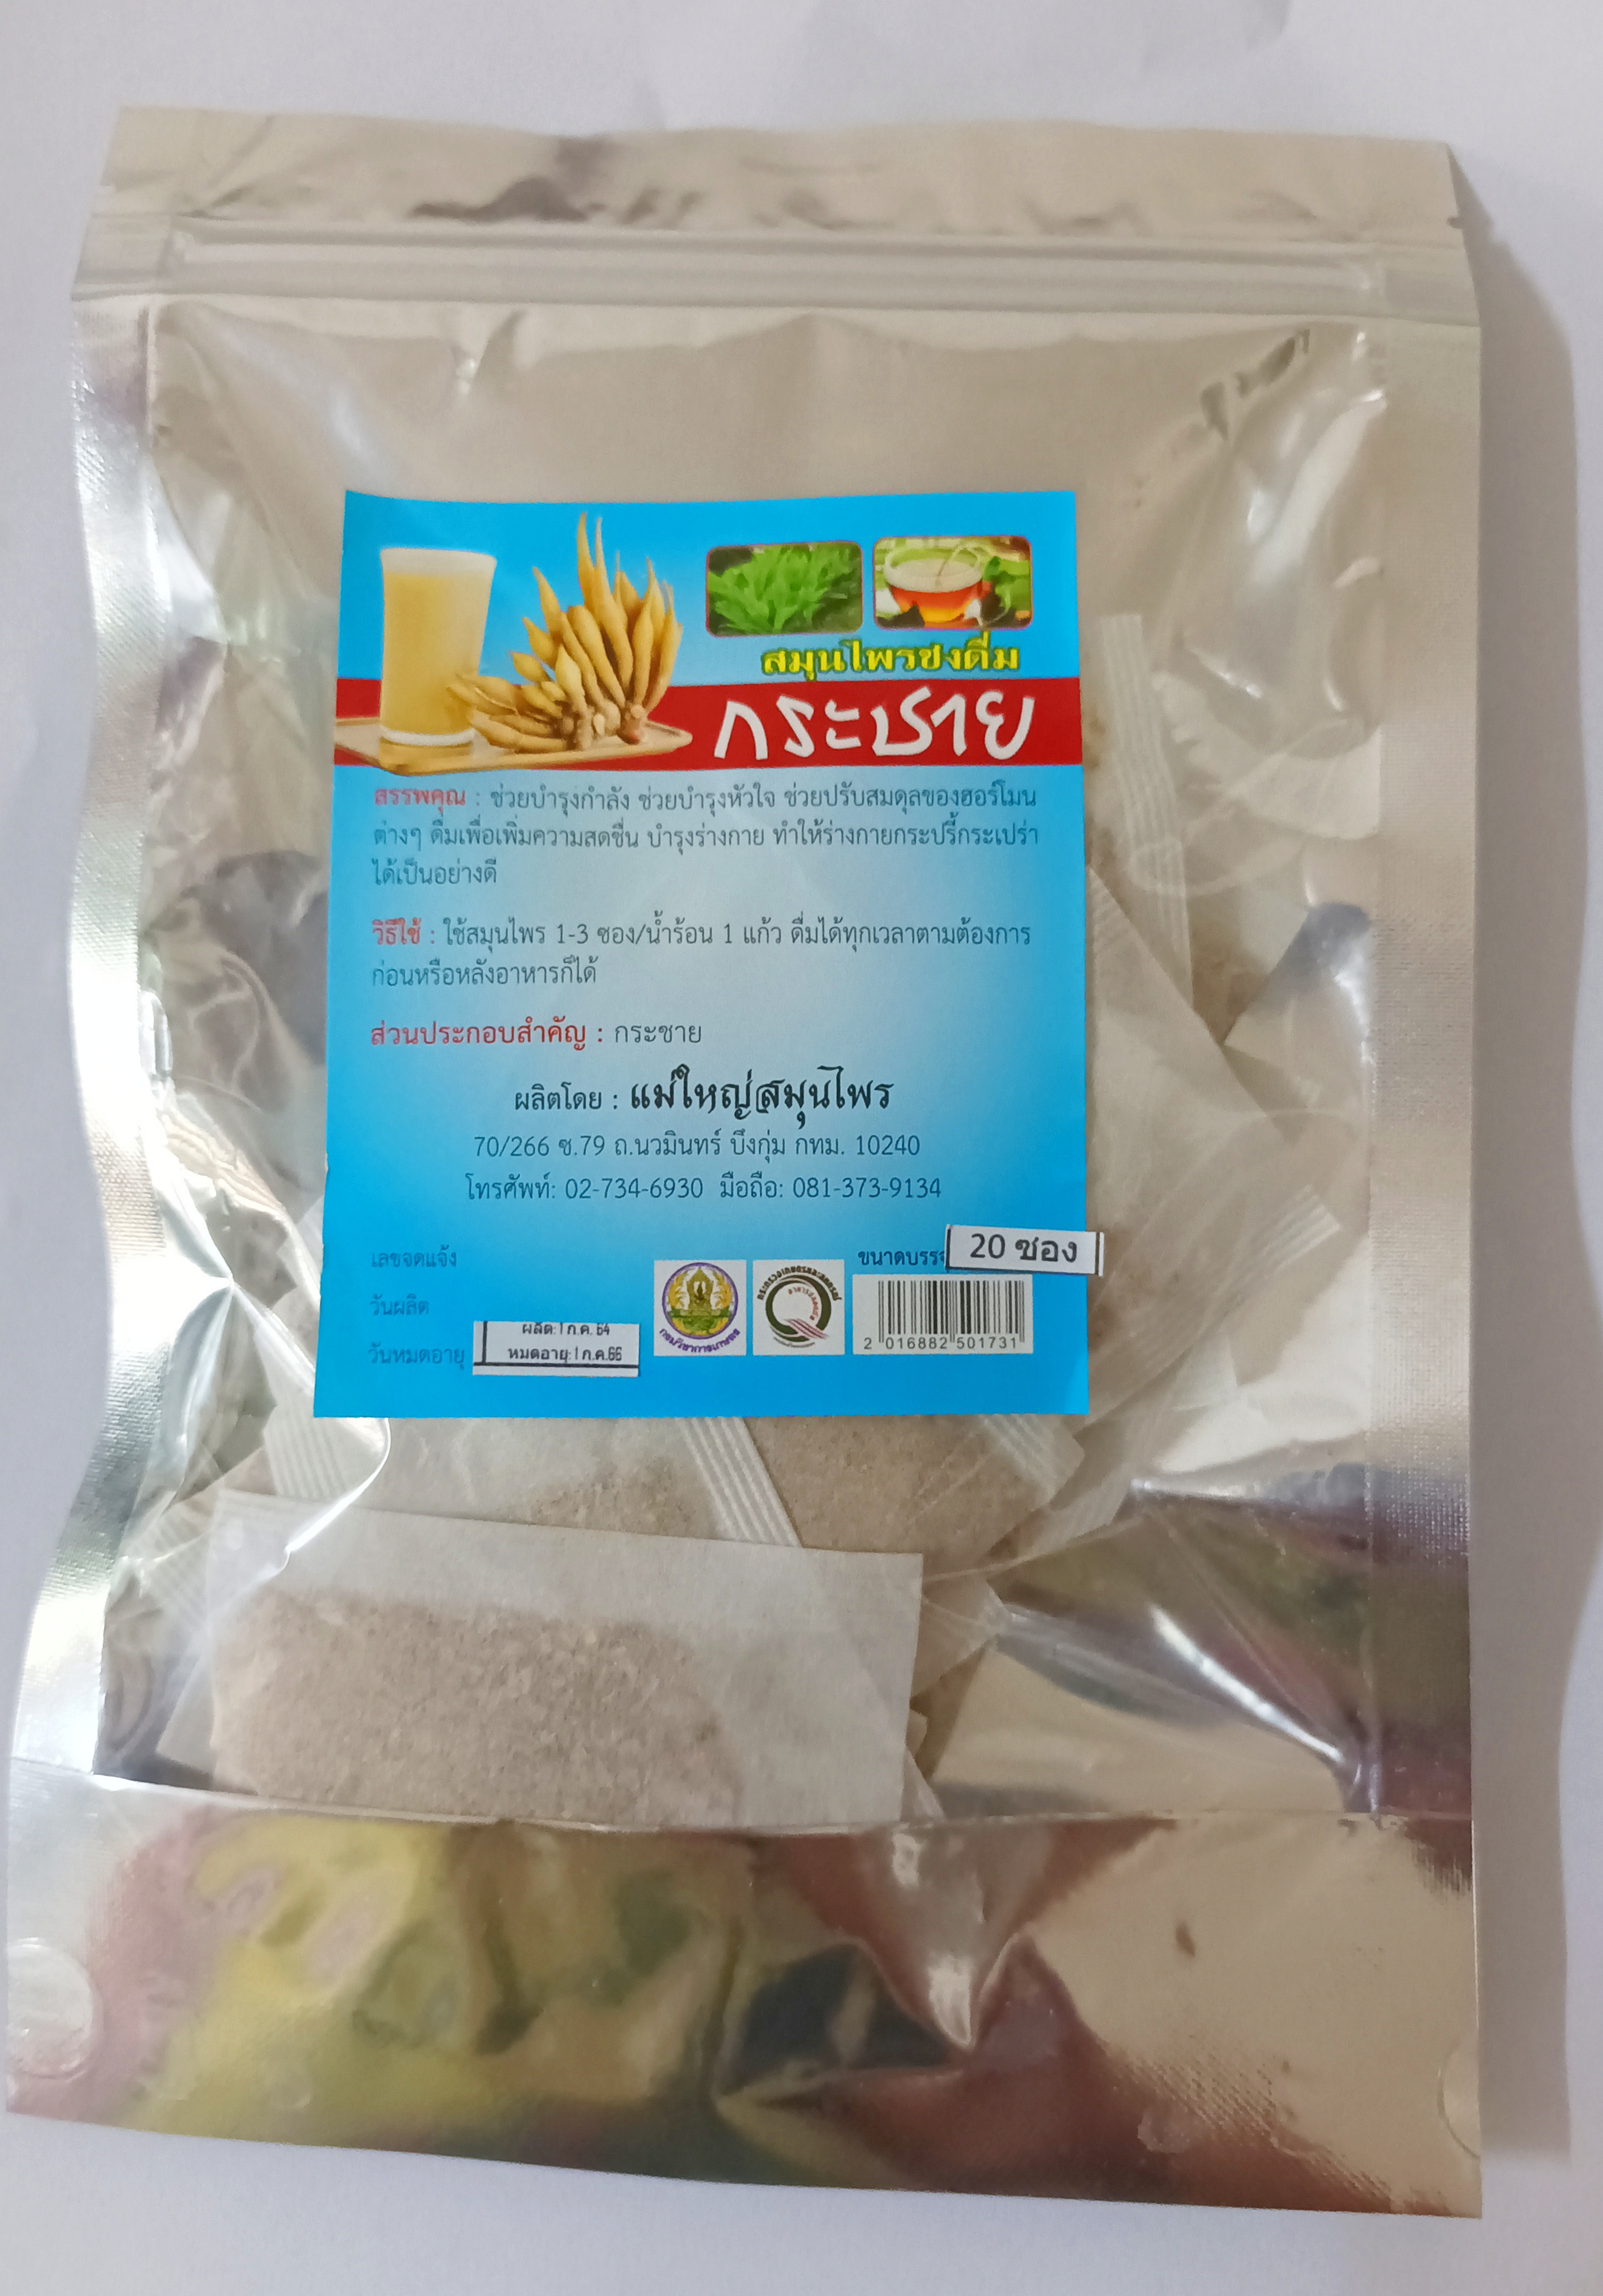 สมุนไพรชงดื่ม
กระชาย
สรรพคุณ : ช่วยบำรุงกำลัง ช่วยบำรุงหัวใจ ช่วยปรับสมดุลของฮอร์โมน
ต่างๆ ดื่มเพื่อเพิ่มความสดชื่น บำรุงร่างกาย ทำให้ร่างกายกระปรี้กระเปร่า
ได้เป็นอย่างดี
วิธีใช้ : ใช้สมุนไพร 1-3 ซอง/น้ำร้อน 1 แก้ว ดื่มได้ทุกเวลาตามต้องการ
ก่อนหรือหลังอาหารก็ได้
ส่วนประกอบสำคัญ : กระชาย
ผลิตโดย : แม่ใหญ่สมุนไพร
70/266 ซ.79 ถ.นวมินทร์ บึงกุ่ม กทม. 10240
โทรศัพท์: 02-734-6930 มือถือ: 081-373-9134
เลขจดแจ้ง
ขนาดบรรจ 20 ซอง
วันผลิต
ผลิต:1 ก.ค. 64
วันหมดอายุ
หมดอายุ:1 ก.ค.66
กรมวิชาการเกษตร
Q
2 016882 501731